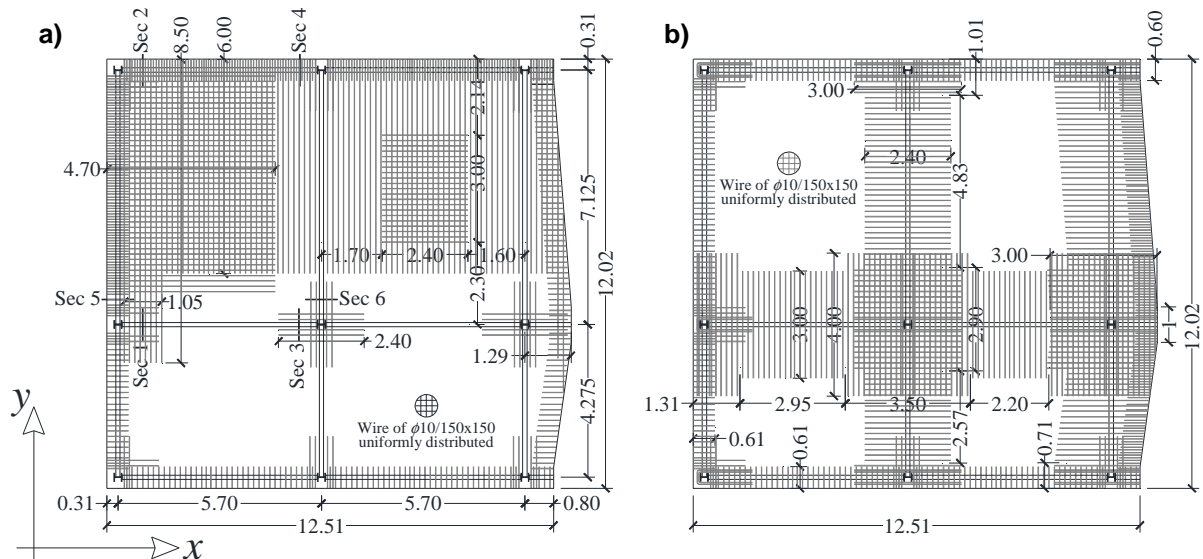 a)
Sec 2
8.50
6.00
Sec 4
0.31
4.70
2.14
3.00
7.125
1.70
2.40
1.60
2.30
12.02
Sec 5
1.05
Sec 6
Sec 1
Sec 3
2.40
1.29
4.275
Wire of ϕ10/150x150
uniformly distributed
0.31
5.70
5.70
0.80
12.51
y
x
b)
1.01
0.60
3.00
2.40
4.83
Wire of ϕ10/150x150
uniformly distributed
3.00
3.00
4.00
2.90
1
12.02
1.31
2.95
3.50
2.20
0.61
0.61
2.57
0.71
12.51